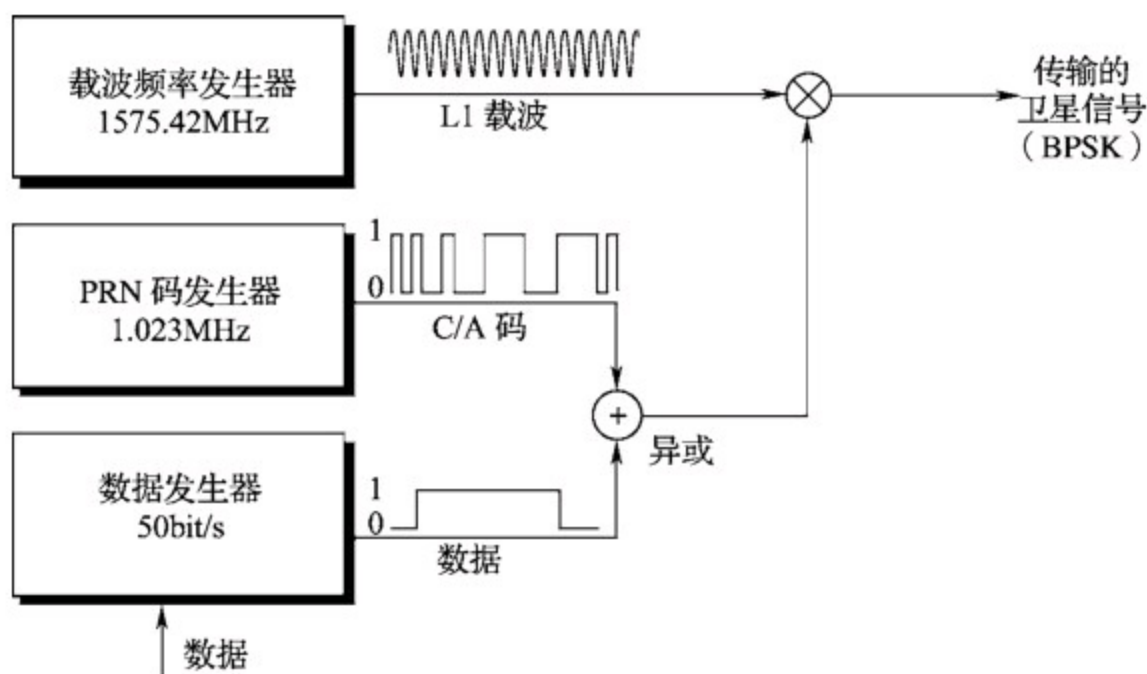 载波频率发生器
1575.42MHz
L1 载波
传输的
卫星信号
（BPSK）
PRN 码发生器
1.023MHz
1
0
C/A 码
异或
数据发生器
50bit/s
1
0
数据
数据